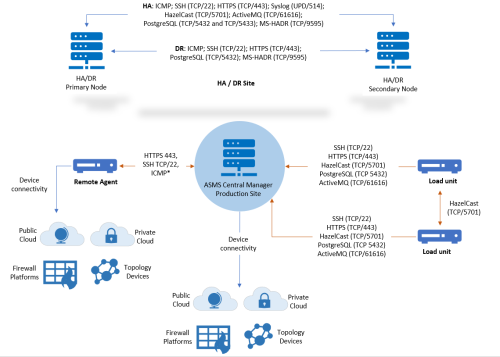 HA: ICMP; SSH (TCP/22); HTTPS (TCP/443); Syslog (UPD/514);
HazelCast (TCP/5701); ActiveMQ (TCP/61616);
PostgreSQL (TCP/5432 and TCP/5433); MS-HADR (TCP/9595)
DR: ICMP; SSH (TCP/22); HTTPS (TCP/443);
PostgreSQL (TCP/5432); MS-HADR (TCP/9595)
HA/DR
Primary Node
HA / DR Site
HA/DR
Secondary Node
Device
connectivity
Remote Agent
HTTPS 443,
SSH TCP/22,
ICMP*
ASMS Central Manager
Production Site
SSH (TCP/22)
HTTPS (TCP/443)
HazelCast (TCP/5701)
PostgreSQL (TCP 5432)
ActiveMQ (TCP/61616)
Load unit
HazelCast
(TCP/5701)
SSH (TCP/22)
HTTPS (TCP/443)
HazelCast (TCP/5701)
PostgreSQL (TCP 5432)
ActiveMQ (TCP/61616)
Load unit
Public
Cloud
Private
Cloud
Firewall
Platforms
Topology
Devices
Device
connectivity
Public
Cloud
Private
Cloud
Firewall
Platforms
Topology
Devices